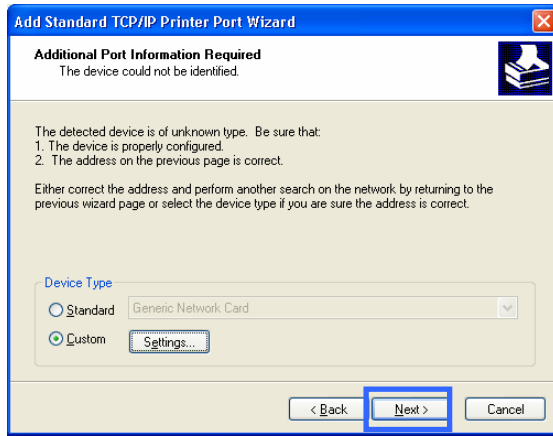 Add Standard TCP/IP Printer Port Wizard
Additional Port Information Required
The device could not be identified.
The detected device is of unknown type.  Be sure that:
1. The device is properly configured.
2.  The address on the previous page is correct.
Either correct the address and perform another search on the network by returning to the
previous wizard page or select the device type if you are sure the address is correct.
Device Type
Standard Generic Network Card
Custom Settings...
< Back Next > Cancel